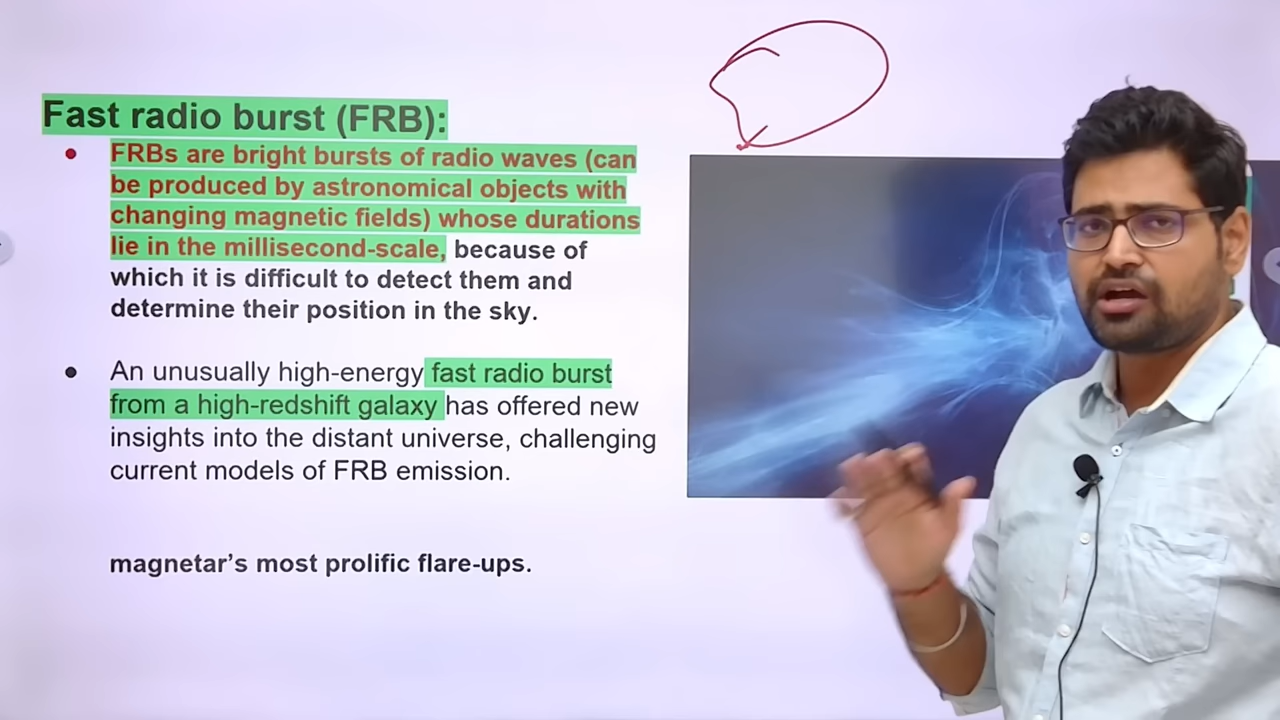 Fast radio burst (FRB):
FRBs are bright bursts of radio waves (can
be produced by astronomical objects with
changing magnetic fields) whose durations
lie in the millisecond-scale, because of
which it is difficult to detect them and
determine their position in the sky.
An unusually high-energy fast radio burst
from a high-redshift galaxy has offered new
insights into the distant universe, challenging
current models of FRB emission.
magnetar’s most prolific flare-ups.